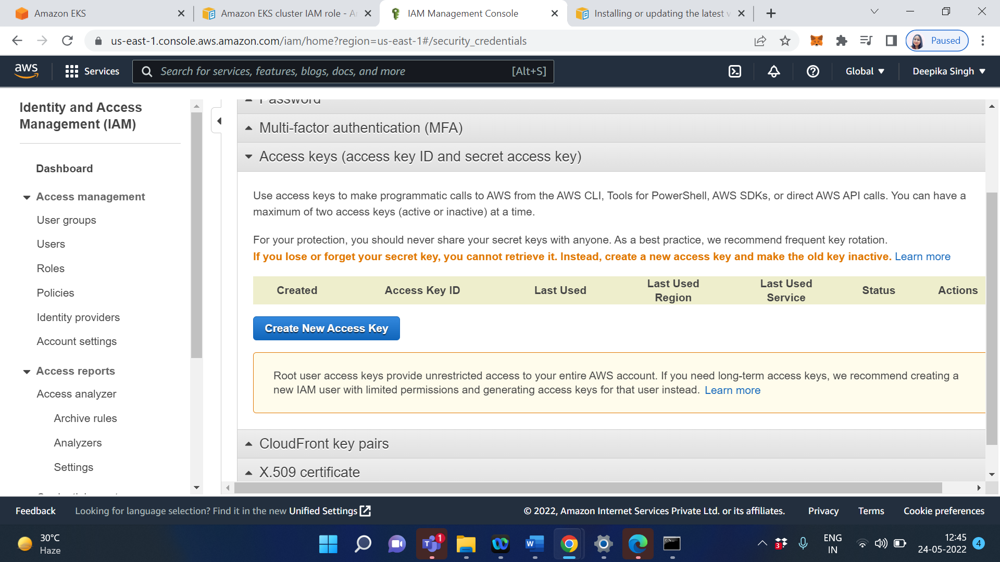 Amazon EKS
Amazon EKS cluster IAM role - A
IAM Management Console
Installing or updating the latest v
us-east-1.console.aws.amazon.com/iam/home?region=us-east-1#/security_credentials
Paused
aws
Services
Search for services, features, blogs, docs, and more
[Alt+S]
Global
Deepika Singh
Identity and Access
Management (IAM)
Dashboard
Access management
User groups
Users
Roles
Policies
Identity providers
Account settings
Access reports
Access analyzer
Archive rules
Analyzers
Settings
Password
Multi-factor authentication (MFA)
Access keys (access key ID and secret access key)
Use access keys to make programmatic calls to AWS from the AWS CLI, Tools for PowerShell, AWS SDKs, or direct AWS API calls. You can have a
maximum of two access keys (active or inactive) at a time.
For your protection, you should never share your secret keys with anyone. As a best practice, we recommend frequent key rotation.
If you lose or forget your secret key, you cannot retrieve it. Instead, create a new access key and make the old key inactive. Learn more
Created
Access Key ID
Last Used
Last Used
Region
Last Used
Service
Status
Actions
Create New Access Key
Root user access keys provide unrestricted access to your entire AWS account. If you need long-term access keys, we recommend creating a
new IAM user with limited permissions and generating access keys for that user instead. Learn more
CloudFront key pairs
X.509 certificate
Feedback
Looking for language selection? Find it in the new Unified Settings
© 2022, Amazon Internet Services Private Ltd. or its affiliates.
Privacy
Terms
Cookie preferences
30°C
Haze
1
3
ENG
IN
12:45
24-05-2022
4